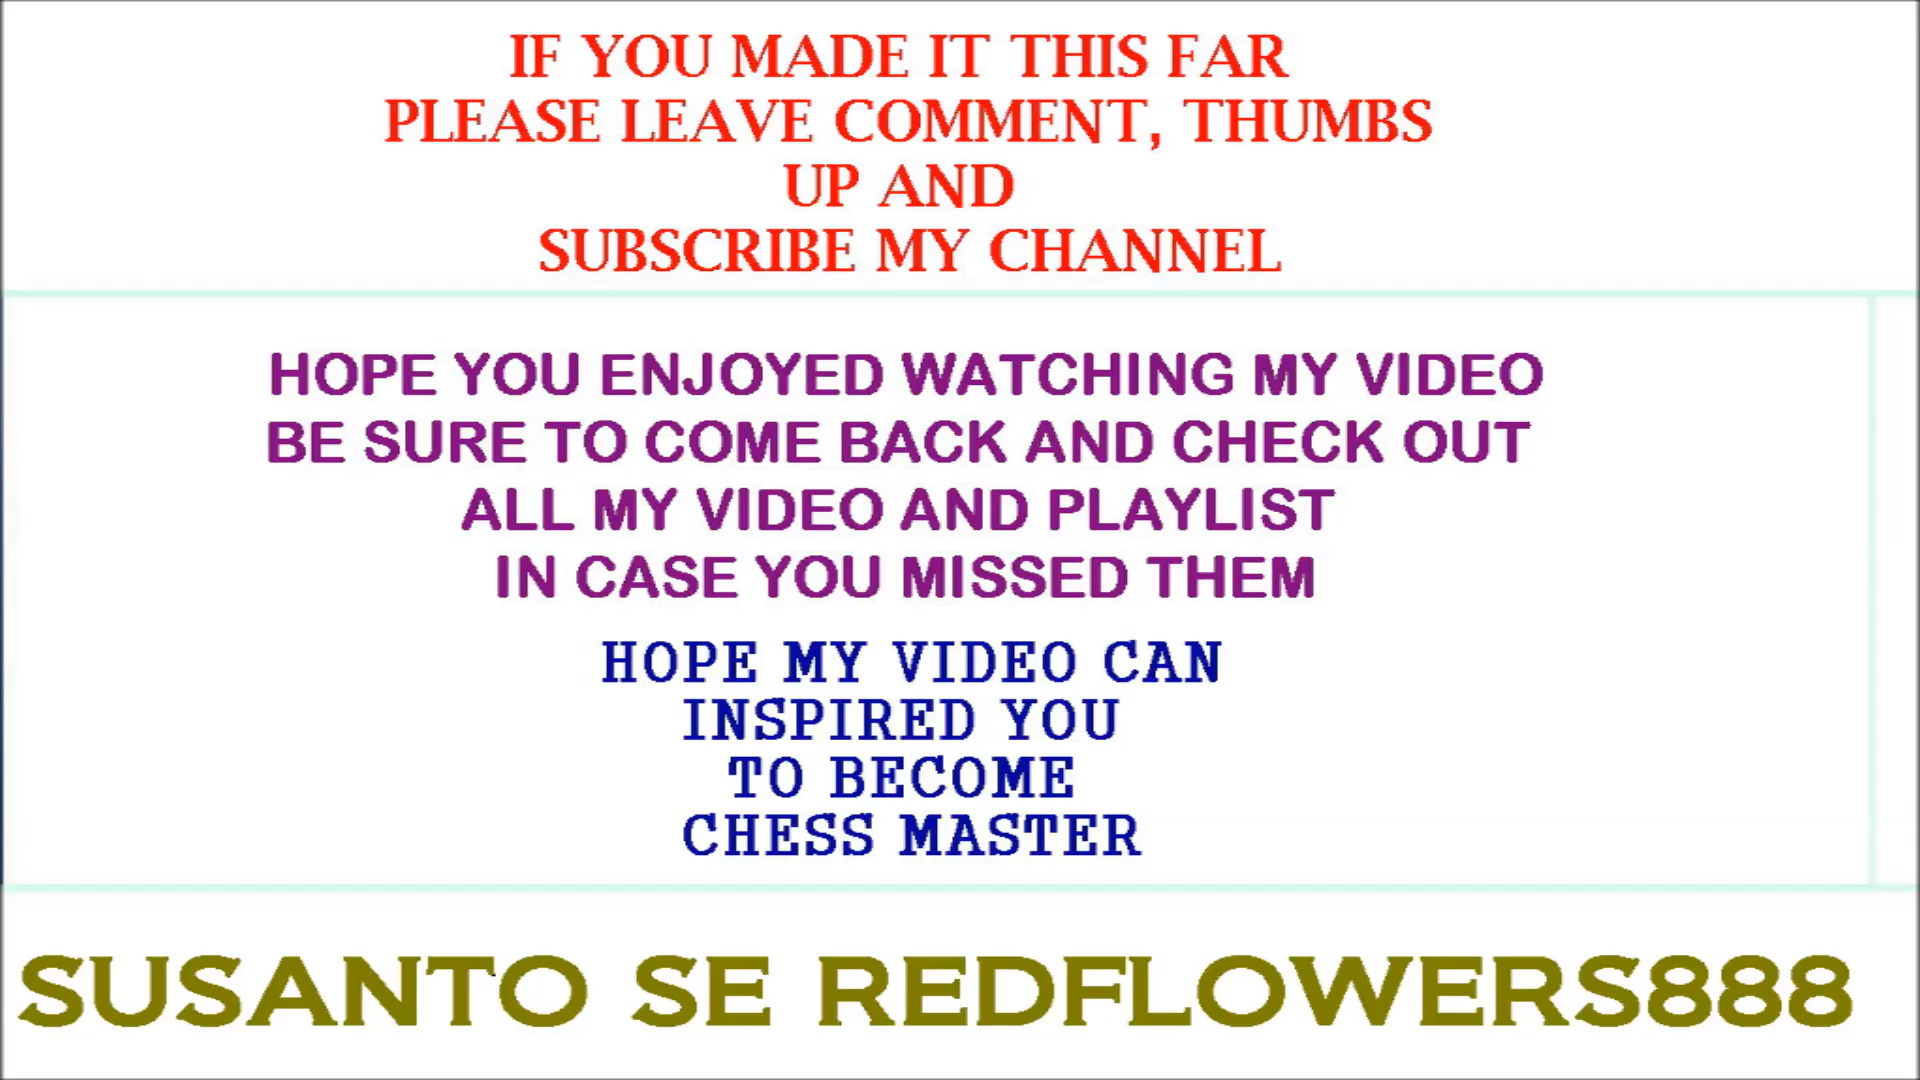 IF YOU MADE IT THIS FAR
PLEASE LEAVE COMMENT, THUMBS
UP AND
SUBSCRIBE MY CHANNEL
HOPE YOU ENJOYED WATCHING MY VIDEO
BE SURE TO COME BACK AND CHECK OUT
ALL MY VIDEO AND PLAYLIST
IN CASE YOU MISSED THEM
HOPE MY VIDEO CAN
INSPIRED YOU
TO BECOME
CHESS MASTER
SUSANTO SE REDFLOWERS888